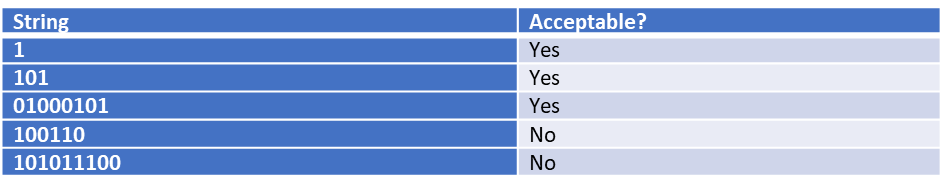 String Acceptable?
1 Yes
101 Yes
01000101 Yes
100110 No
101011100 No